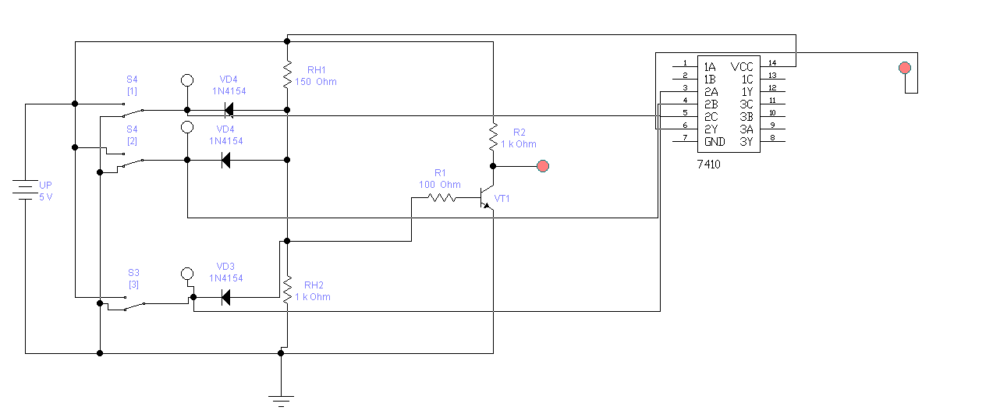 RH1
150 Ohm
S4
[1]
VD4
1N4154
S4
[2]
VD4
1N4154
R2
1 k Ohm
R1
100 Ohm
VT1
UP
5 V
S3
[3]
VD3
1N4154
RH2
1 k Ohm
1 1A VCC 14
2 1B 1C 13
3 2A 1Y 12
4 2B 3C 11
5 2C 3B 10
6 2Y 3A 9
7 GND 3Y 8
7410